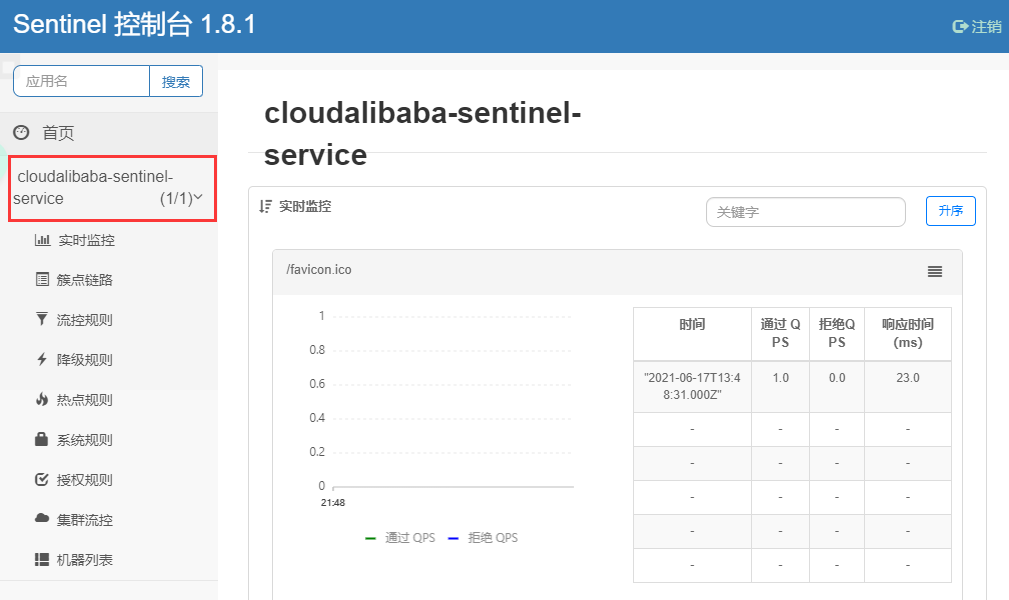 Sentinel 控制台 1.8.1
注销
应用名
搜索
首页
cloudalibaba-sentinel-
service (1/1)
实时监控
簇点链路
流控规则
降级规则
热点规则
系统规则
授权规则
集群流控
机器列表
cloudalibaba-sentinel-
service
实时监控
关键字
升序
/favicon.ico
1
0.8
0.6
0.4
0.2
0
21:48
通过 QPS 拒绝 QPS
时间 通过 Q 拒绝Q 响应时间
PS PS (ms)
"2021-06-17T13:4 1.0 0.0 23.0
8:31.000Z"
- - - -
- - - -
- - - -
- - - -
- - - -